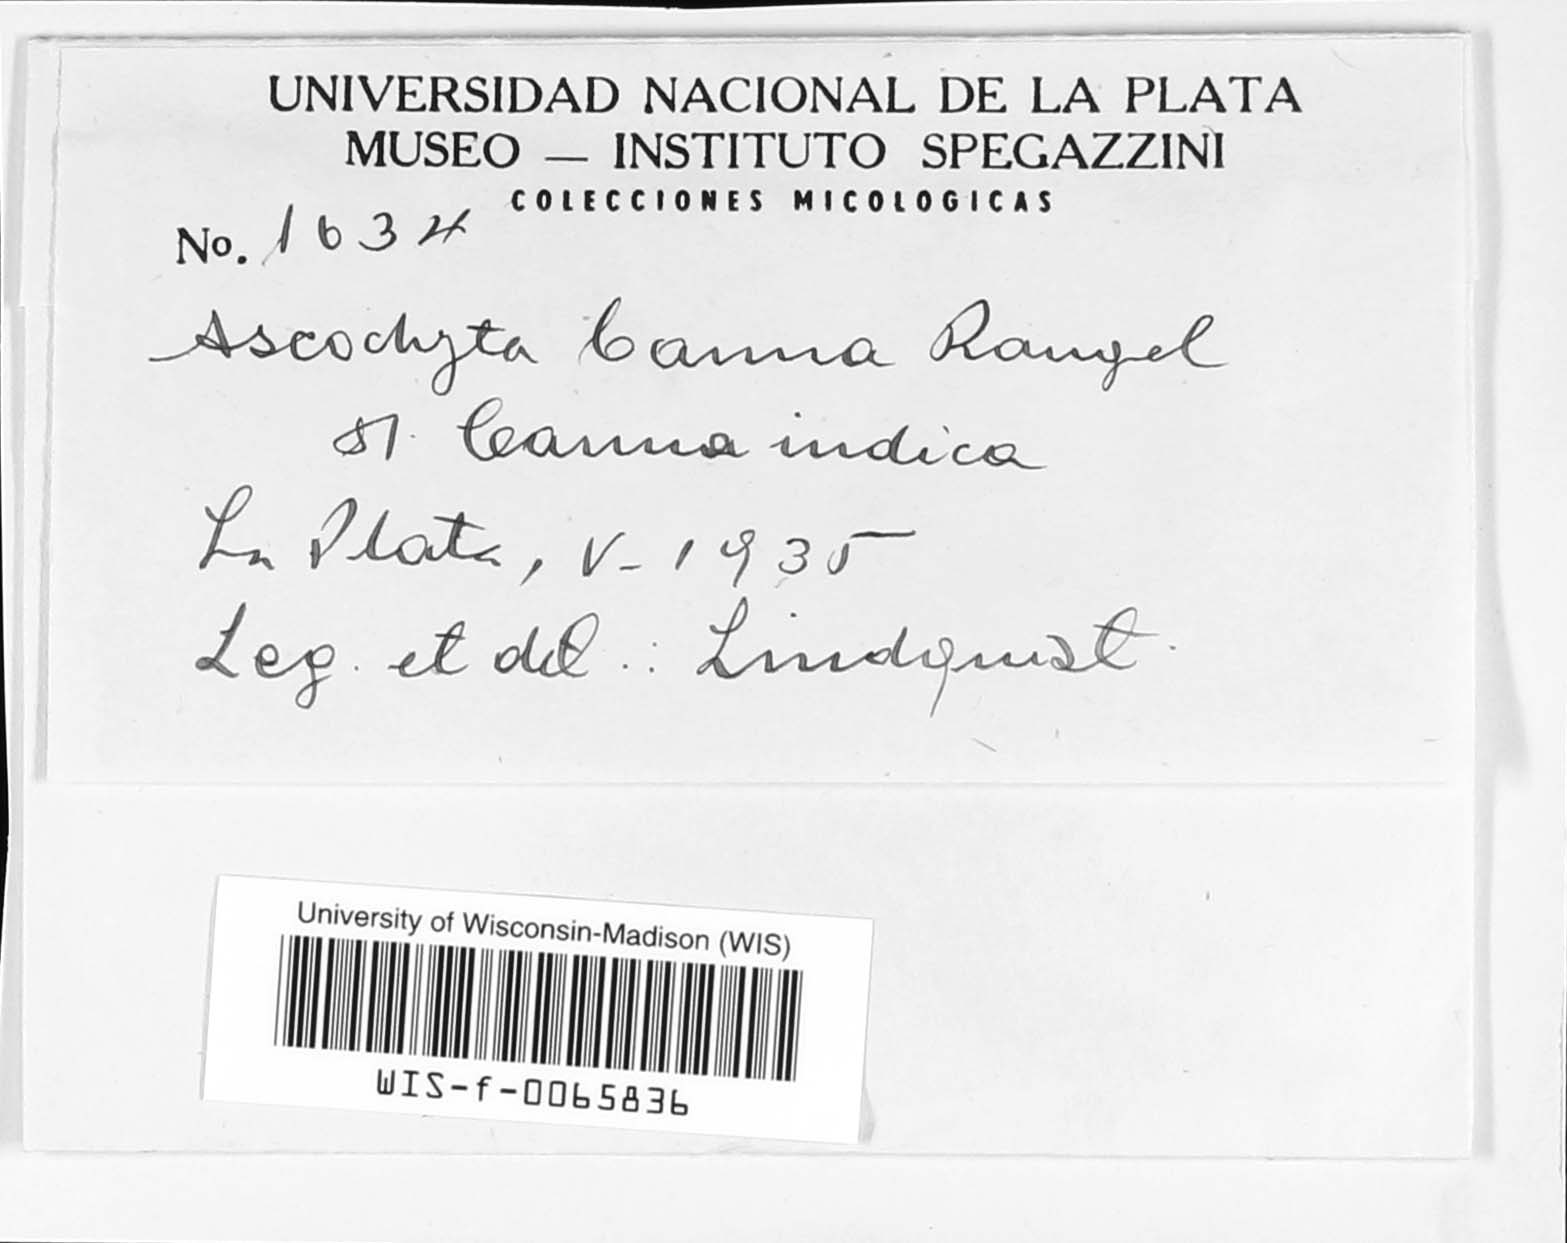 UNIVERSIDAD NACIONAL DE LA PLATA
MUSEO — INSTITUTO SPEGAZZINI
COLECCIONES MICOLOGICAS
No. 1634
Ascochyta Canna Rangel
st. Canna indica
La Plata, V-1935
Leg. et det.: Lindquist.
University of Wisconsin-Madison (WIS)
WIS-f-0065836